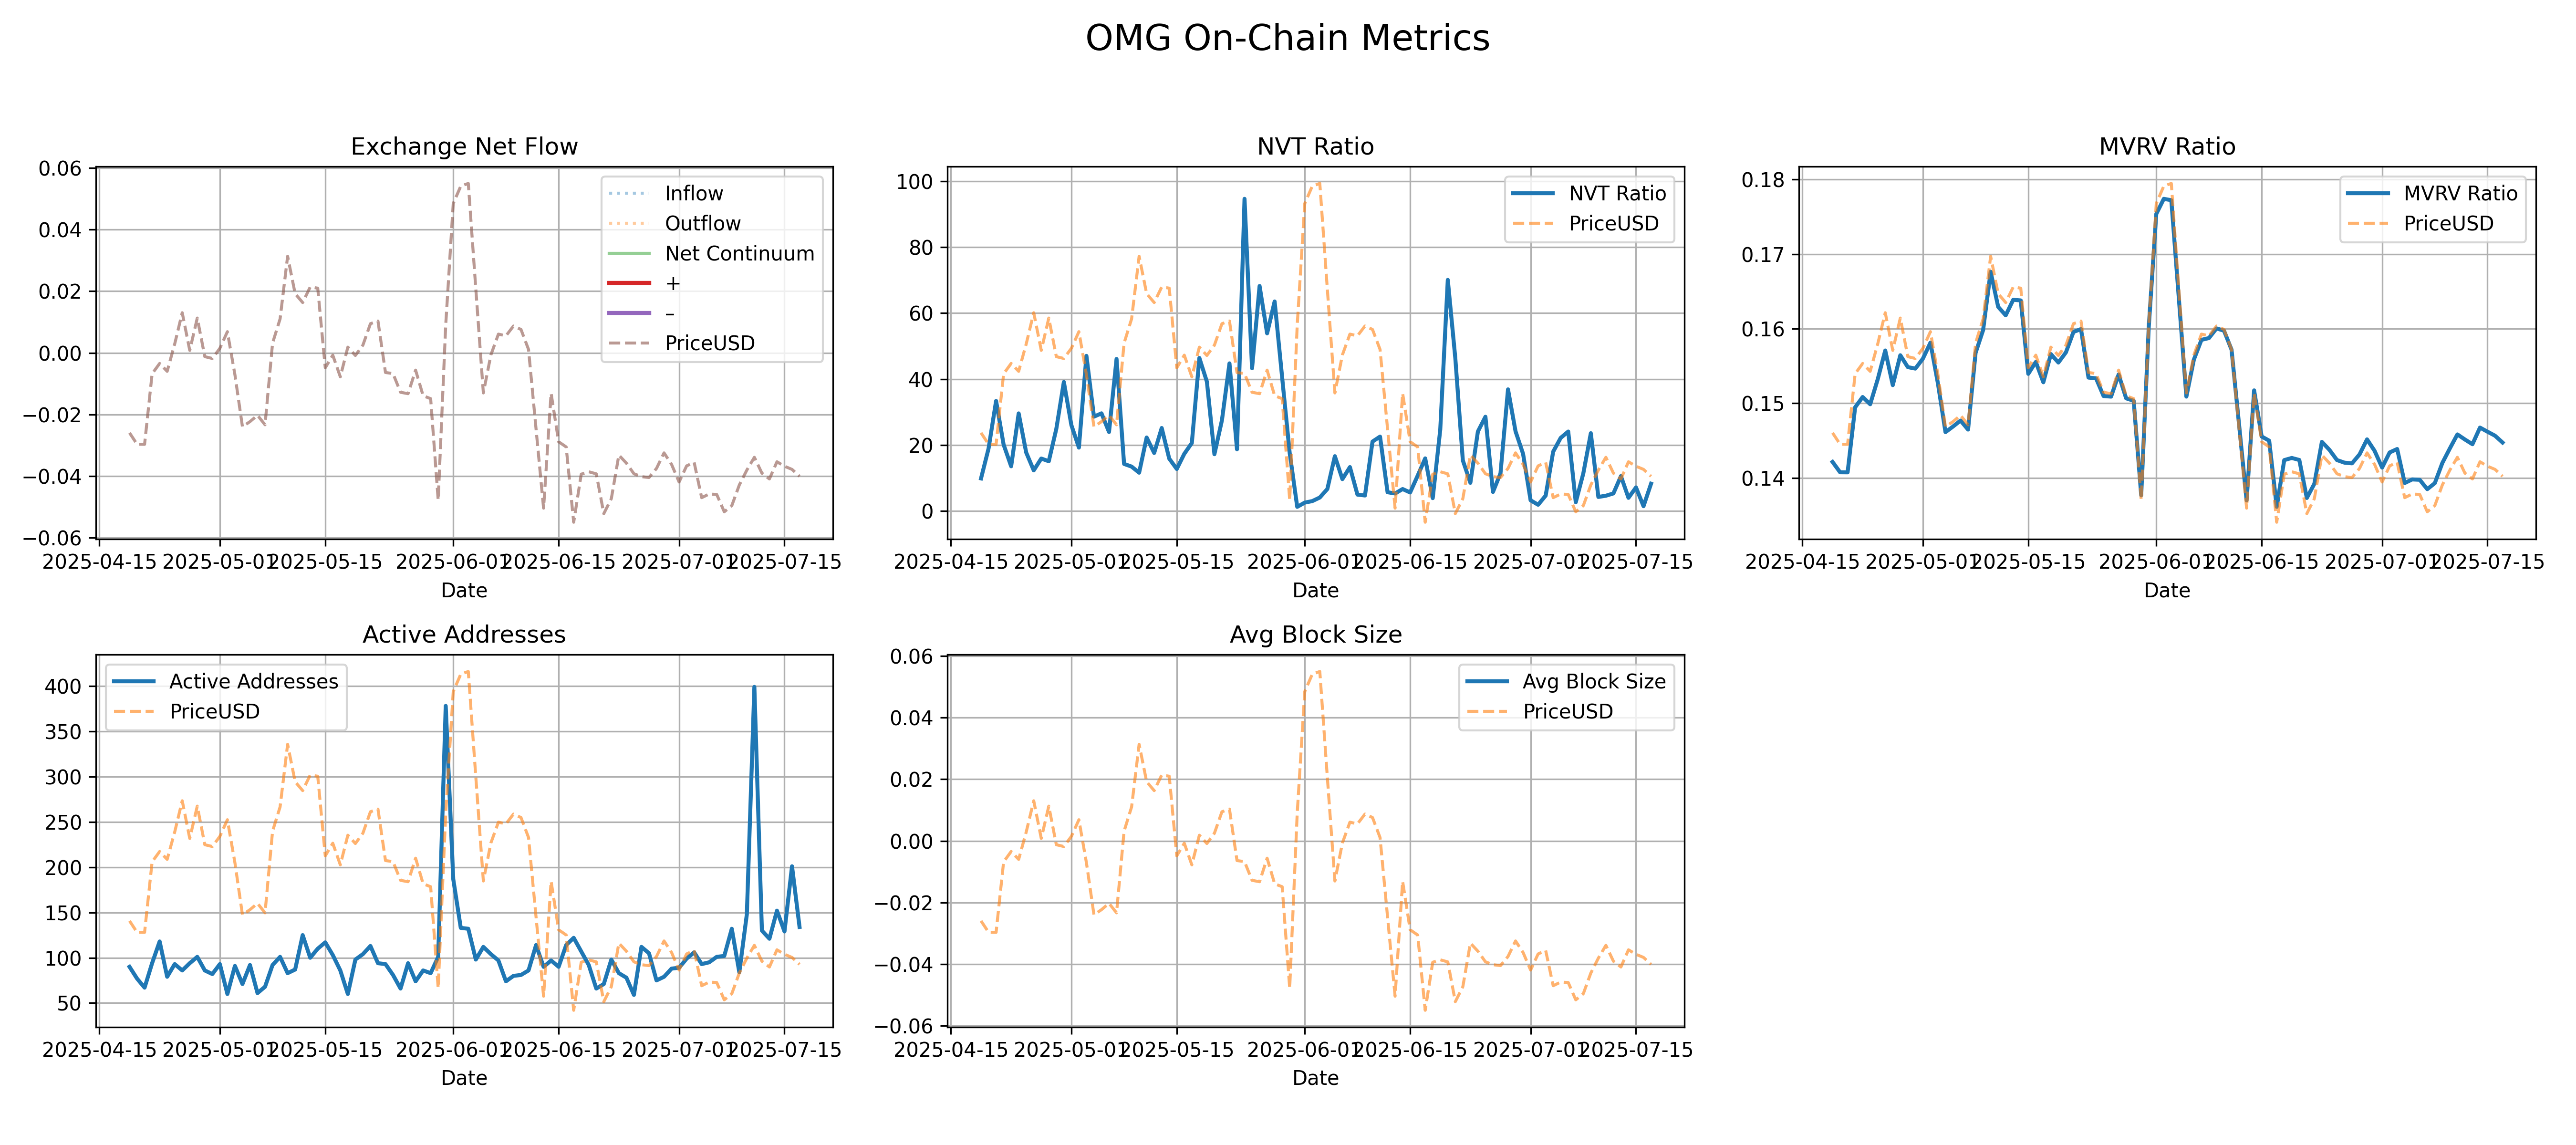 OMG On-Chain Metrics
Exchange Net Flow
0.06
0.04
0.02
0.00
−0.02
−0.04
−0.06
Inflow
Outflow
Net Continuum
+
–
PriceUSD
2025-04-15 2025-05-01 2025-05-15 2025-06-01 2025-06-15 2025-07-01 2025-07-15
Date
NVT Ratio
100
80
60
40
20
0
NVT Ratio
PriceUSD
2025-04-15 2025-05-01 2025-05-15 2025-06-01 2025-06-15 2025-07-01 2025-07-15
Date
MVRV Ratio
0.18
0.17
0.16
0.15
0.14
MVRV Ratio
PriceUSD
2025-04-15 2025-05-01 2025-05-15 2025-06-01 2025-06-15 2025-07-01 2025-07-15
Date
Active Addresses
400
350
300
250
200
150
100
50
Active Addresses
PriceUSD
2025-04-15 2025-05-01 2025-05-15 2025-06-01 2025-06-15 2025-07-01 2025-07-15
Date
Avg Block Size
0.06
0.04
0.02
0.00
−0.02
−0.04
−0.06
Avg Block Size
PriceUSD
2025-04-15 2025-05-01 2025-05-15 2025-06-01 2025-06-15 2025-07-01 2025-07-15
Date